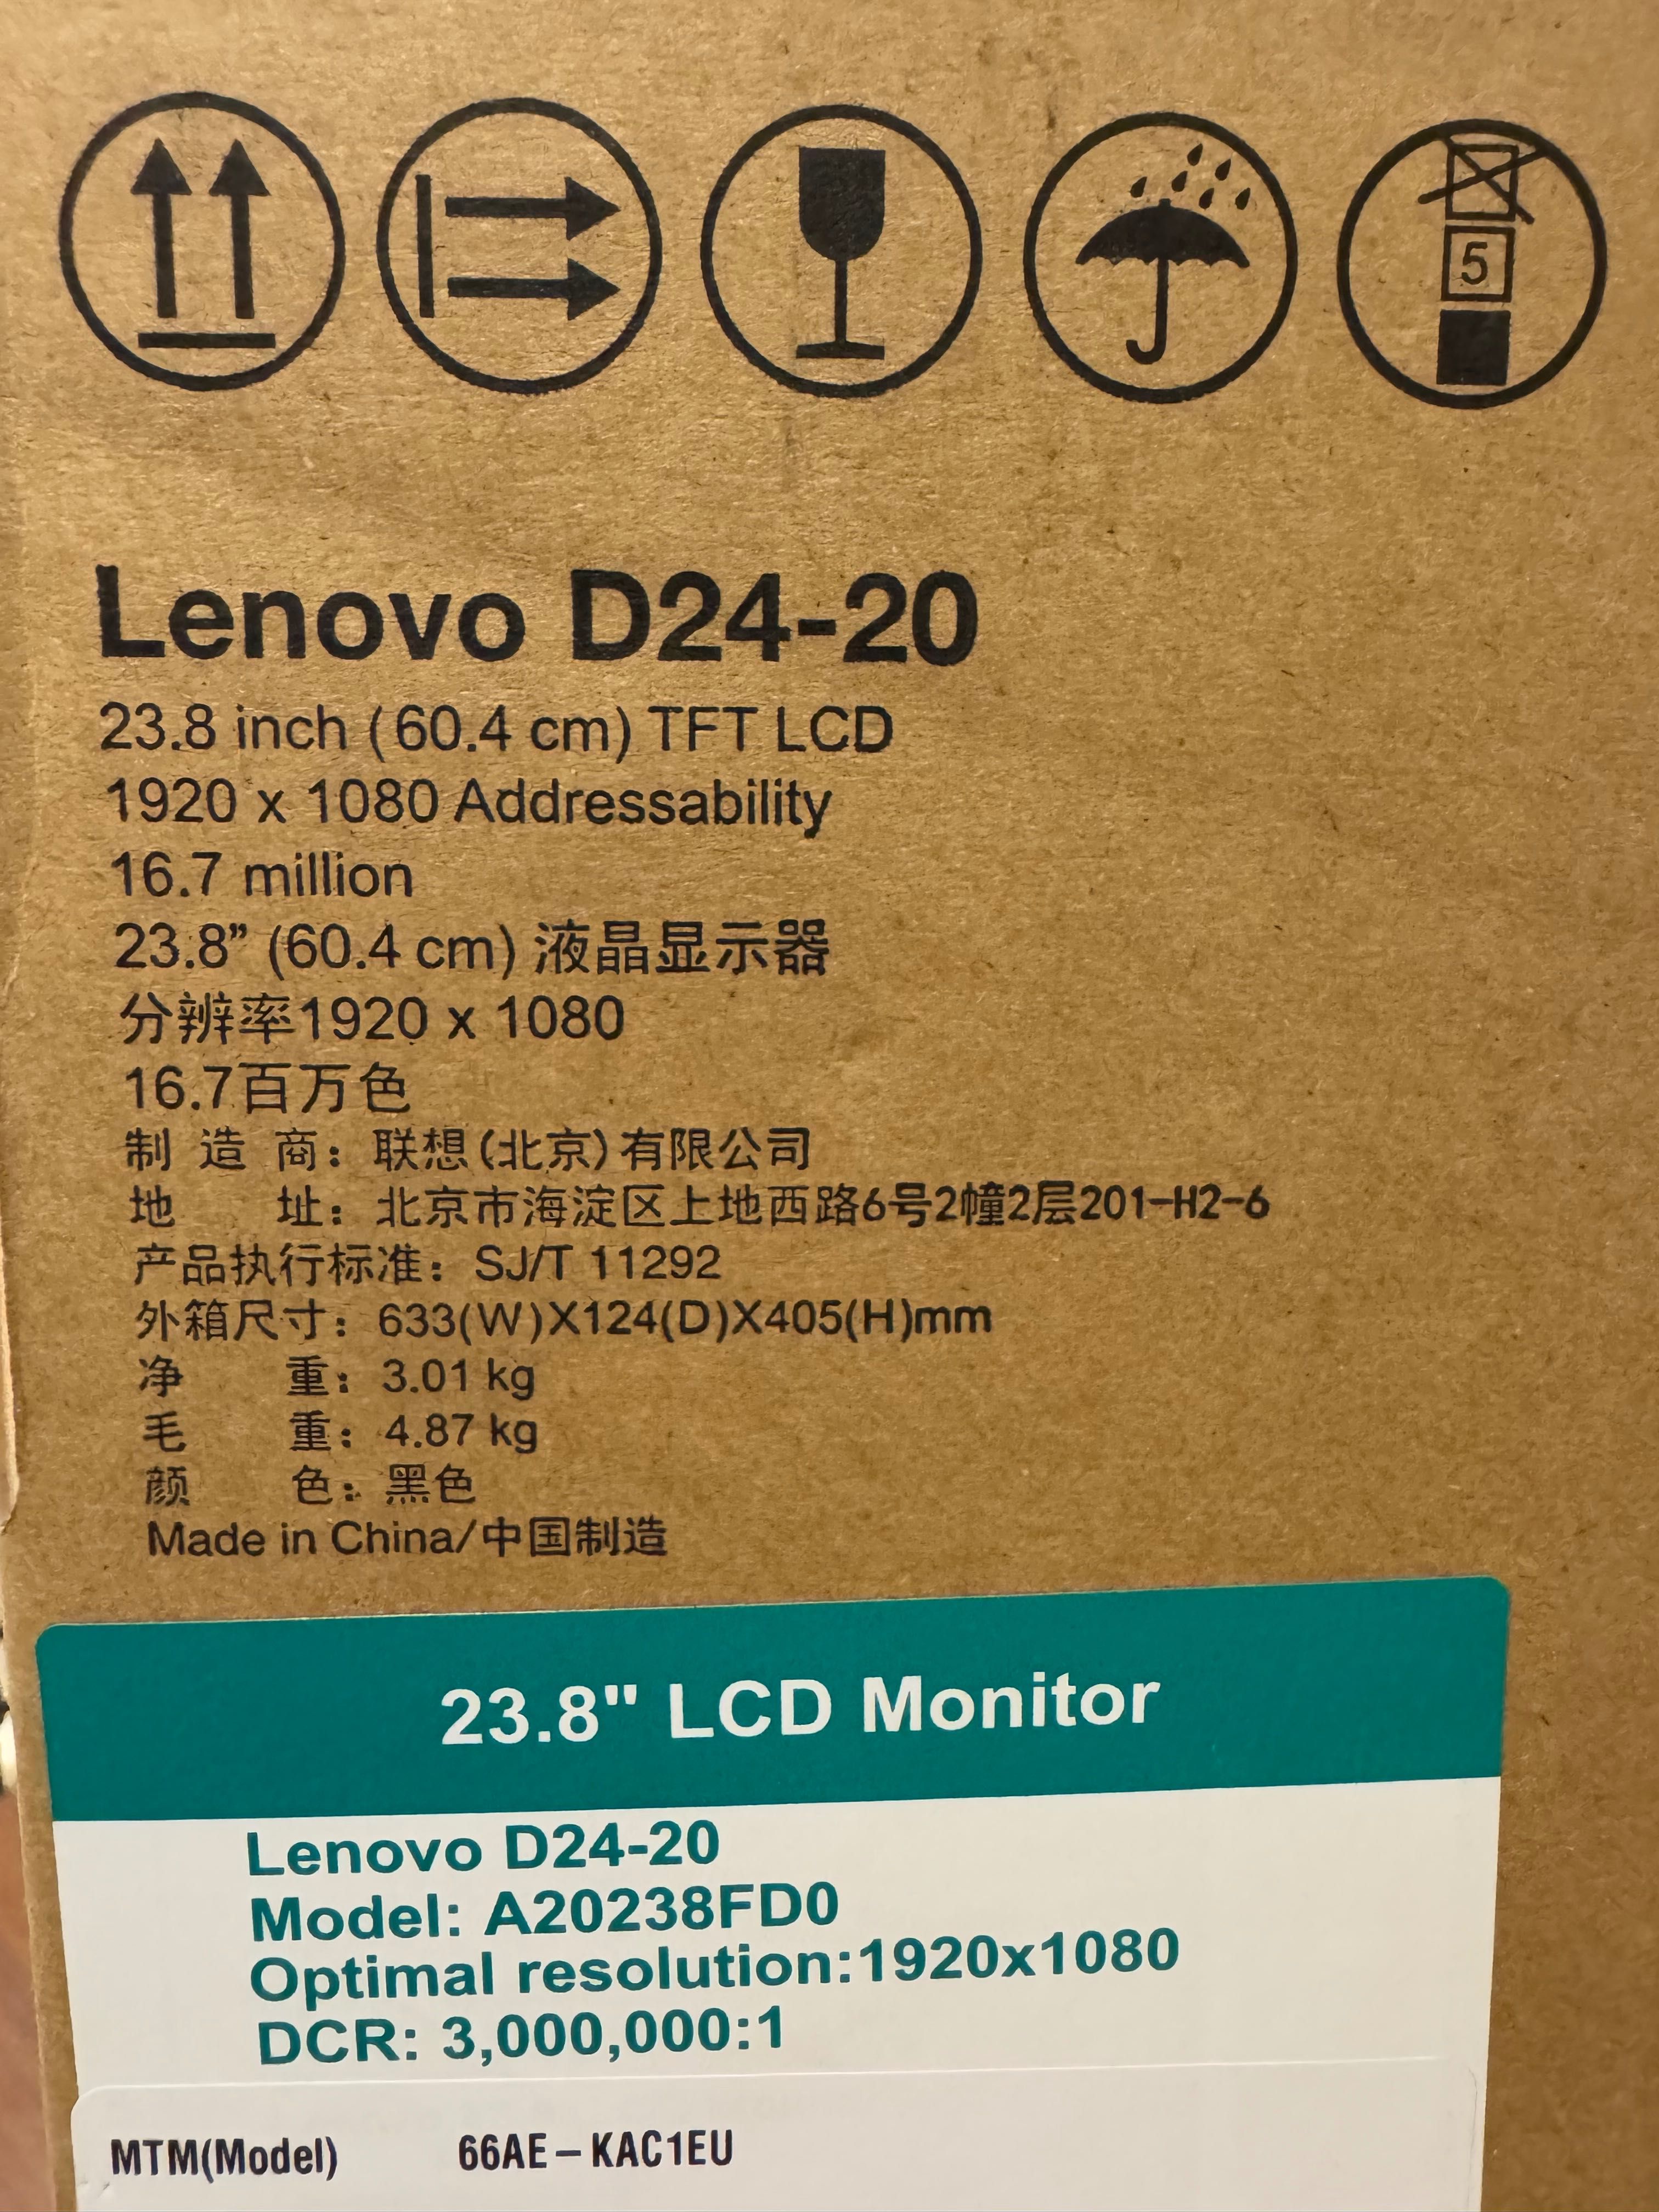 5
Lenovo D24-20
23.8 inch (60.4 cm) TFT LCD
1920 x 1080 Addressability
16.7 million
23.8” (60.4 cm) 液晶显示器
分辨率1920 x 1080
16.7百万色
制 造 商：联想(北京)有限公司
地 址：北京市海淀区上地西路6号2幢2层201-H2-6
产品执行标准：SJ/T 11292
外箱尺寸：633(W)X124(D)X405(H)mm
净 重：3.01 kg
毛 重：4.87 kg
颜 色：黑色
Made in China/中国制造
23.8" LCD Monitor
Lenovo D24-20
Model: A20238FD0
Optimal resolution:1920x1080
DCR: 3,000,000:1
MTM(Model) 66AE-KAC1EU